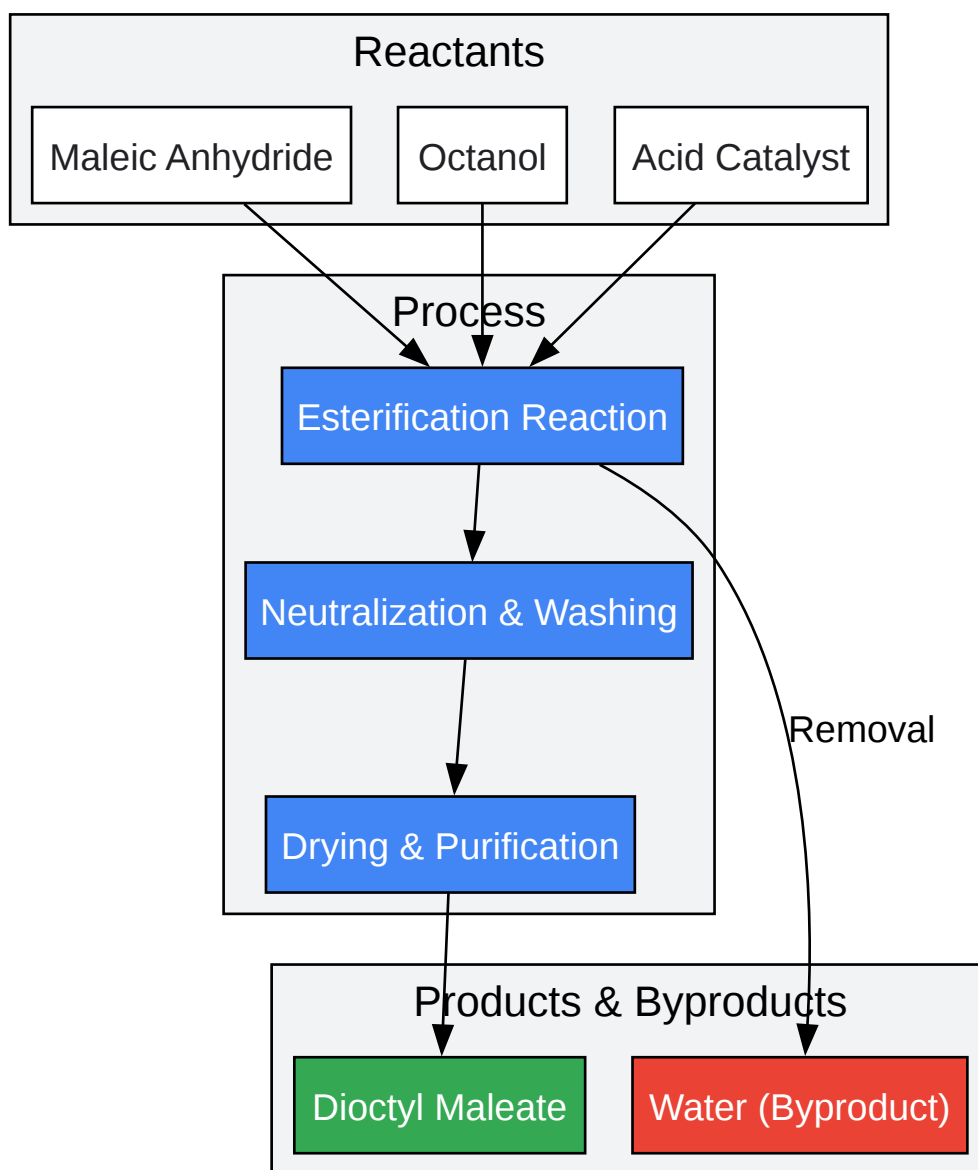 Reactants
Maleic Anhydride
Octanol
Acid Catalyst
Process
Esterification Reaction
Neutralization & Washing
Removal
Drying & Purification
Products & Byproducts
Dioctyl Maleate
Water (Byproduct)